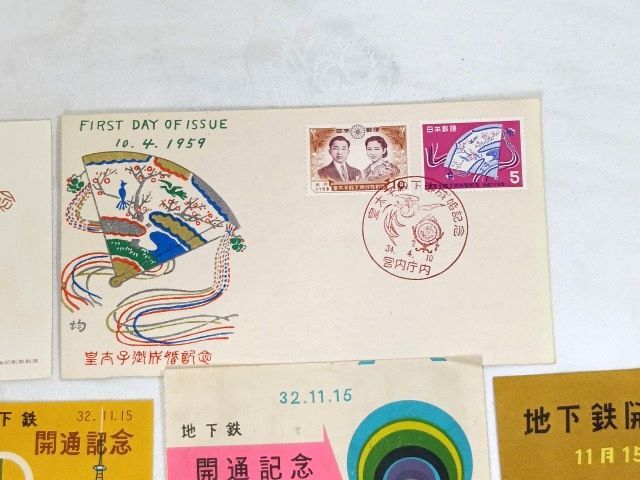 FIRST DAY OF ISSUE
10. 4. 1959
日本郵便
10
日本郵便
5
皇太子殿下御成婚記念
34. 4. 10
宮内庁内
均
皇太子御成婚記念
32.11.15
地下鉄
開通記念
32.11.15
地下鉄
開通記念
地下鉄開
11月15